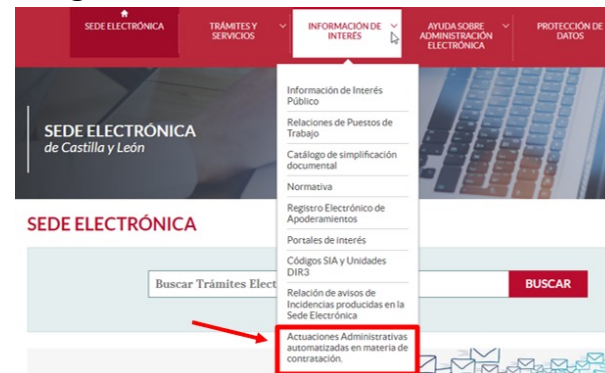 SEDE ELECTRÓNICA
TRÁMITES Y
SERVICIOS
INFORMACIÓN DE
INTERÉS
AYUDA SOBRE
ADMINISTRACIÓN
ELECTRÓNICA
PROTECCIÓN DE
DATOS
SEDE ELECTRÓNICA
de Castilla y León
Información de Interés
Público
Relaciones de Puestos de
Trabajo
Catálogo de simplificación
documental
Normativa
Registro Electrónico de
Apoderamientos
Portales de interés
Códigos SIA y Unidades
DIR3
Relación de avisos de
Incidencias producidas en la
Sede Electrónica
Actuaciones Administrativas
automatizadas en materia de
contratación.
SEDE ELECTRÓNICA
Buscar Trámites Elect
BUSCAR